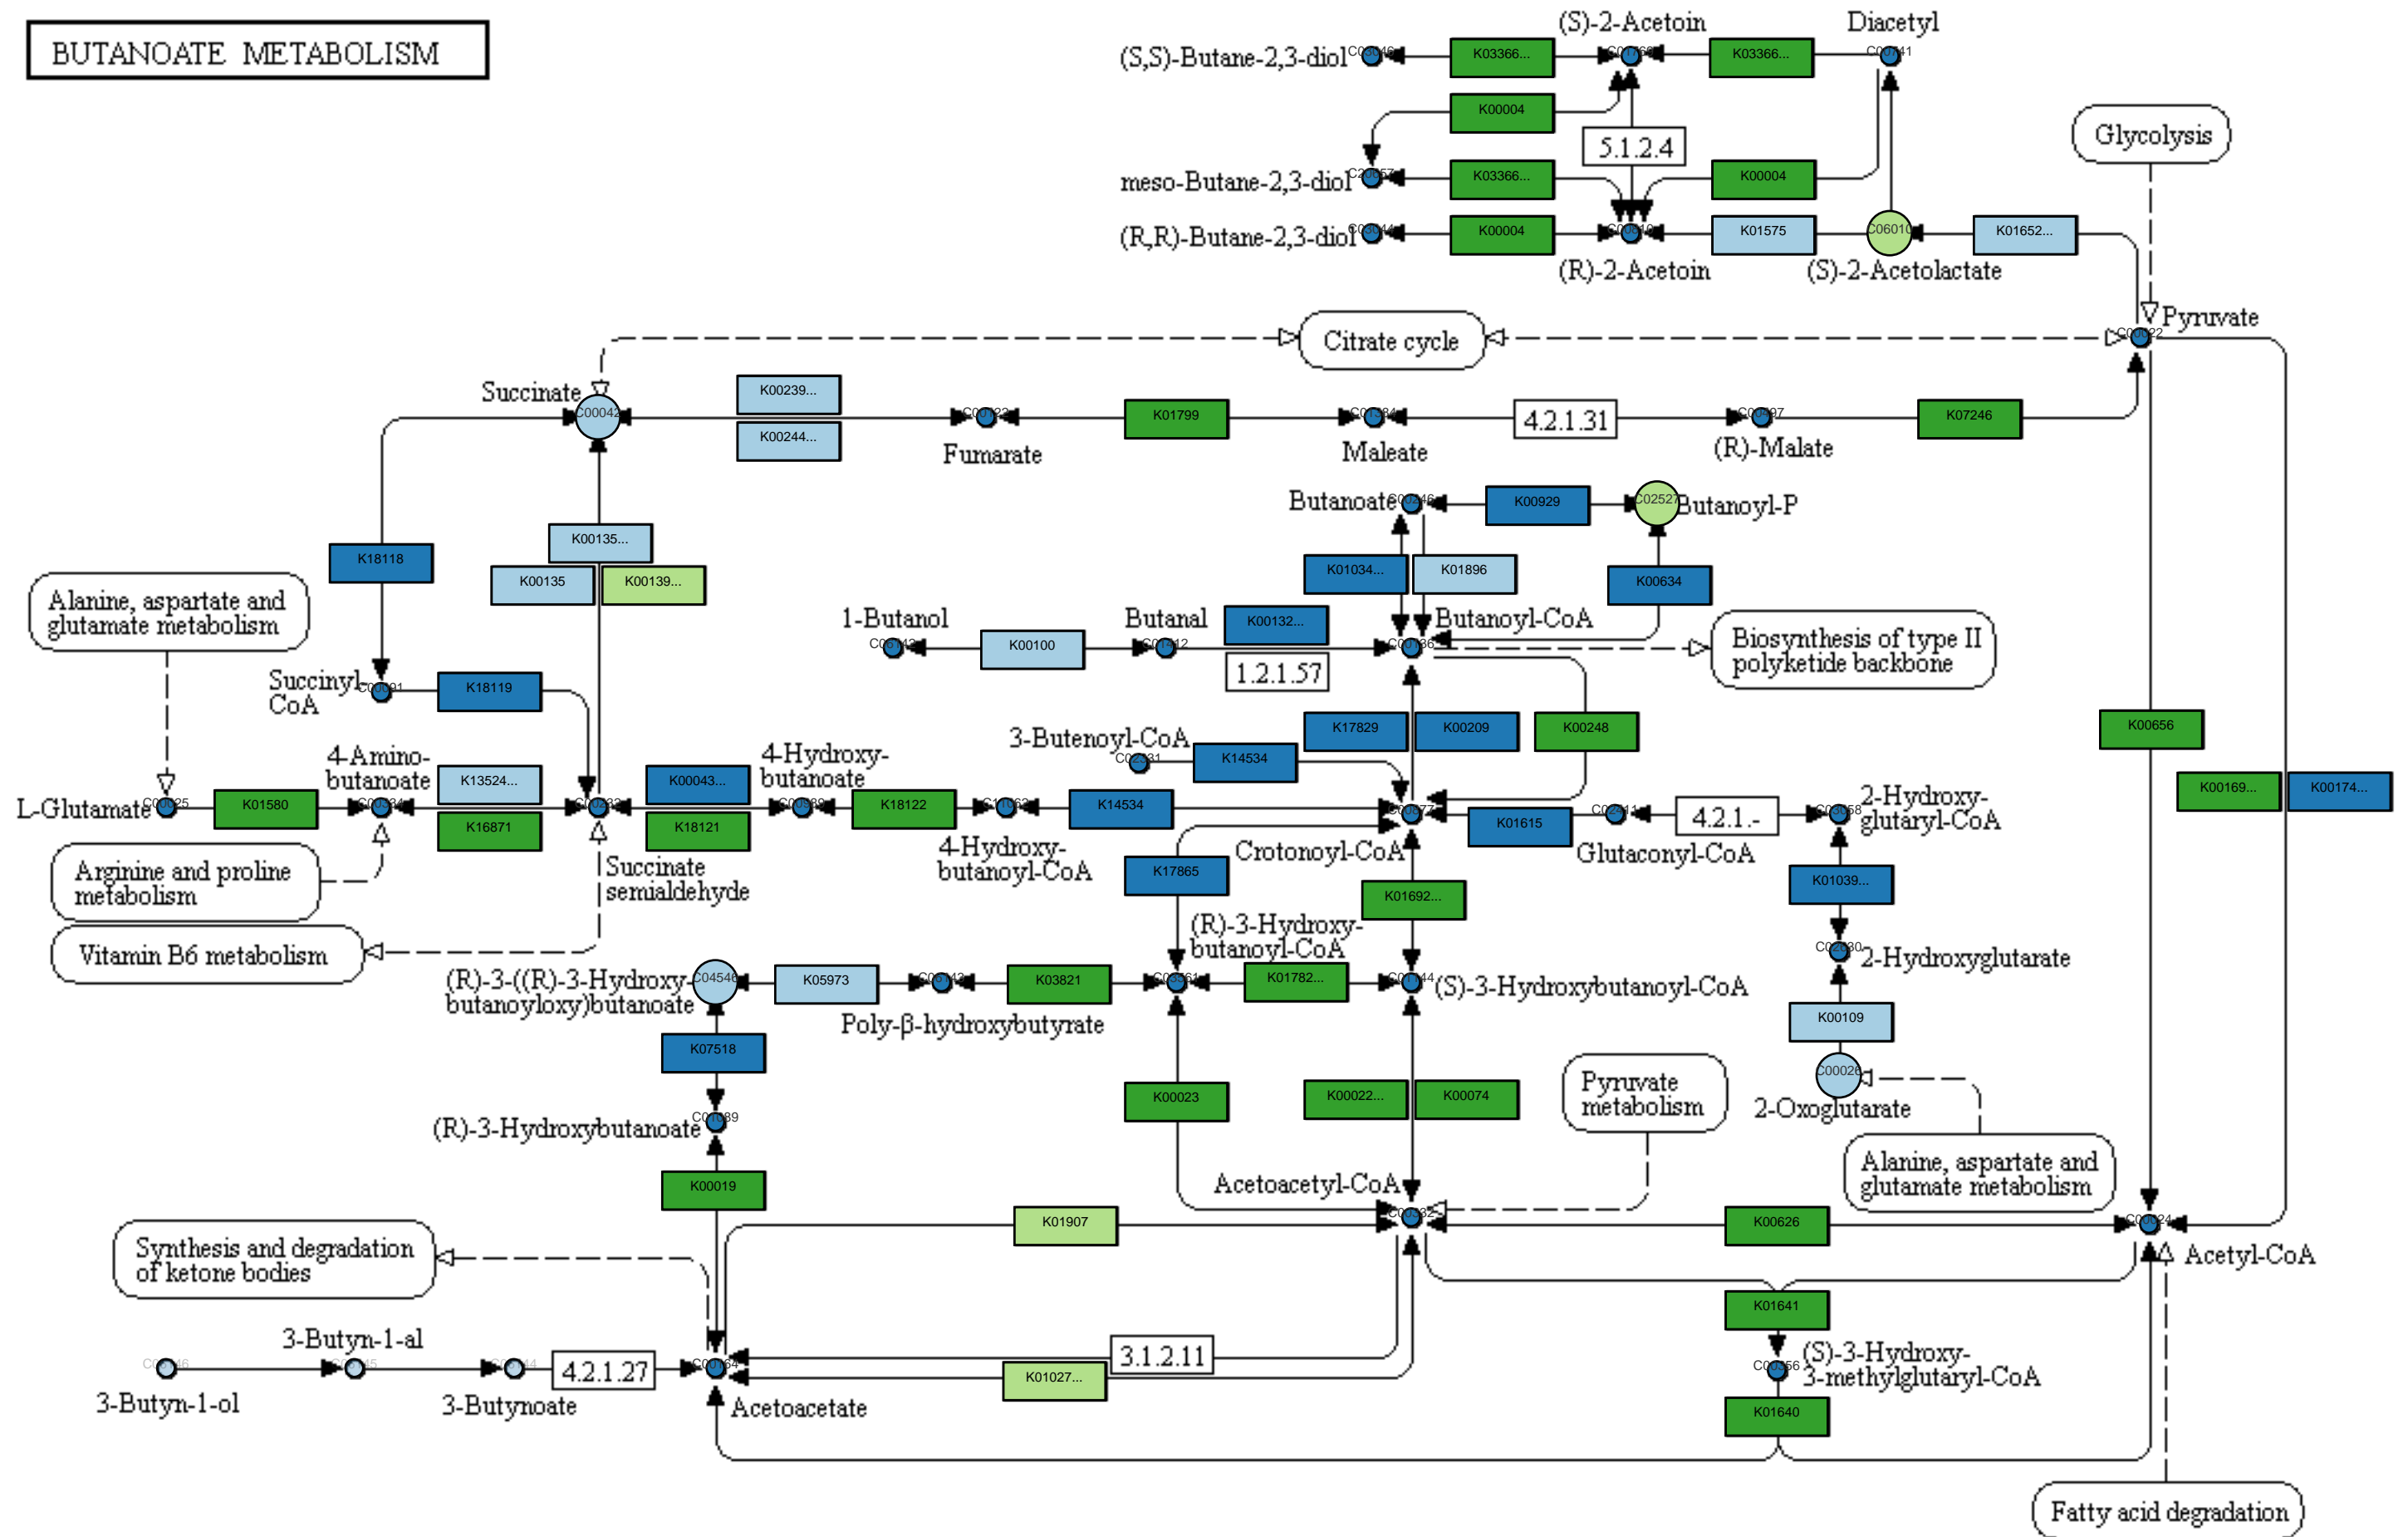 BUTANOATE METABOLISM
(S)-2-Acetoin
Diacetyl
(S,S)-Butane-2,3-diol
K03366...
K03366...
K00004
Glycolysis
5.1.2.4
meso-Butane-2,3-diol
K03366...
K00004
(R,R)-Butane-2,3-diol
K00004
K01575
C06010
K01652...
(R)-2-Acetoin
(S)-2-Acetolactate
Pyruvate
Citrate cycle
Succinate
K00239...
C00042
K01799
4.2.1.31
K07246
K00244...
Fumarate
Maleate
(R)-Malate
Butanoate
K00929
C02527
Butanoyl-P
K18118
K00135...
K01034...
K01896
K00634
K00135
K00139...
Alanine, aspartate and
glutamate metabolism
1-Butanol
Butanal
K00132...
Butanoyl-CoA
K00100
1.2.1.57
Biosynthesis of type II
polyketide backbone
Succinyl-
CoA
K18119
K17829
K00209
K00248
K00656
3-Butenoyl-CoA
K14534
4-Amino-
butanoate
K13524...
K00043...
4-Hydroxy-
butanoate
K00169...
K00174...
L-Glutamate
K01580
K16871
K18121
K18122
K14534
K01615
4.2.1.-
2-Hydroxy-
glutaryl-CoA
4-Hydroxy-
butanoyl-CoA
Crotonoyl-CoA
Glutaconyl-CoA
Arginine and proline
metabolism
Succinate
semialdehyde
K17865
K01692...
K01039...
Vitamin B6 metabolism
(R)-3-Hydroxy-
butanoyl-CoA
2-Hydroxyglutarate
(R)-3-((R)-3-Hydroxy-
butanoyloxy)butanoate
C04546
K05973
K03821
K01782...
(S)-3-Hydroxybutanoyl-CoA
Poly-β-hydroxybutyrate
K00109
K07518
C00026
Pyruvate
metabolism
K00023
K00022...
K00074
2-Oxoglutarate
(R)-3-Hydroxybutanoate
K00019
Acetoacetyl-CoA
Alanine, aspartate and
glutamate metabolism
K01907
K00626
Synthesis and degradation
of ketone bodies
Acetyl-CoA
K01641
3-Butyn-1-al
3.1.2.11
4.2.1.27
K01027...
(S)-3-Hydroxy-
3-methylglutaryl-CoA
3-Butyn-1-ol
3-Butynoate
Acetoacetate
K01640
Fatty acid degradation